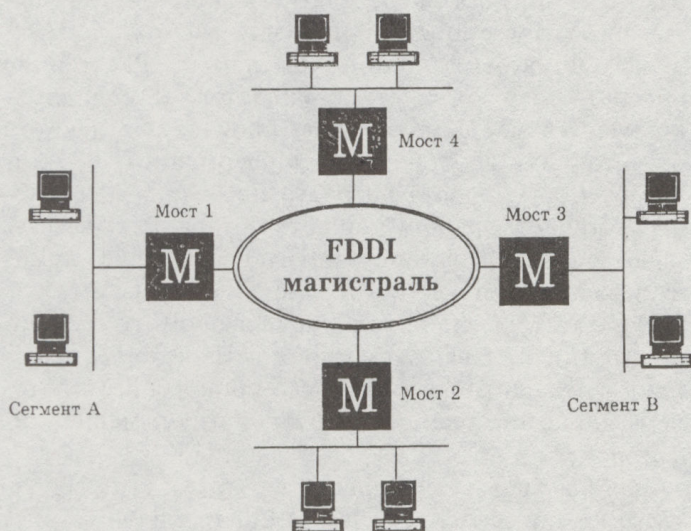 М
Мост 4
Мост 1
М
FDDI
магистраль
Мост 3
М
М
Мост 2
Сегмент А
Сегмент В